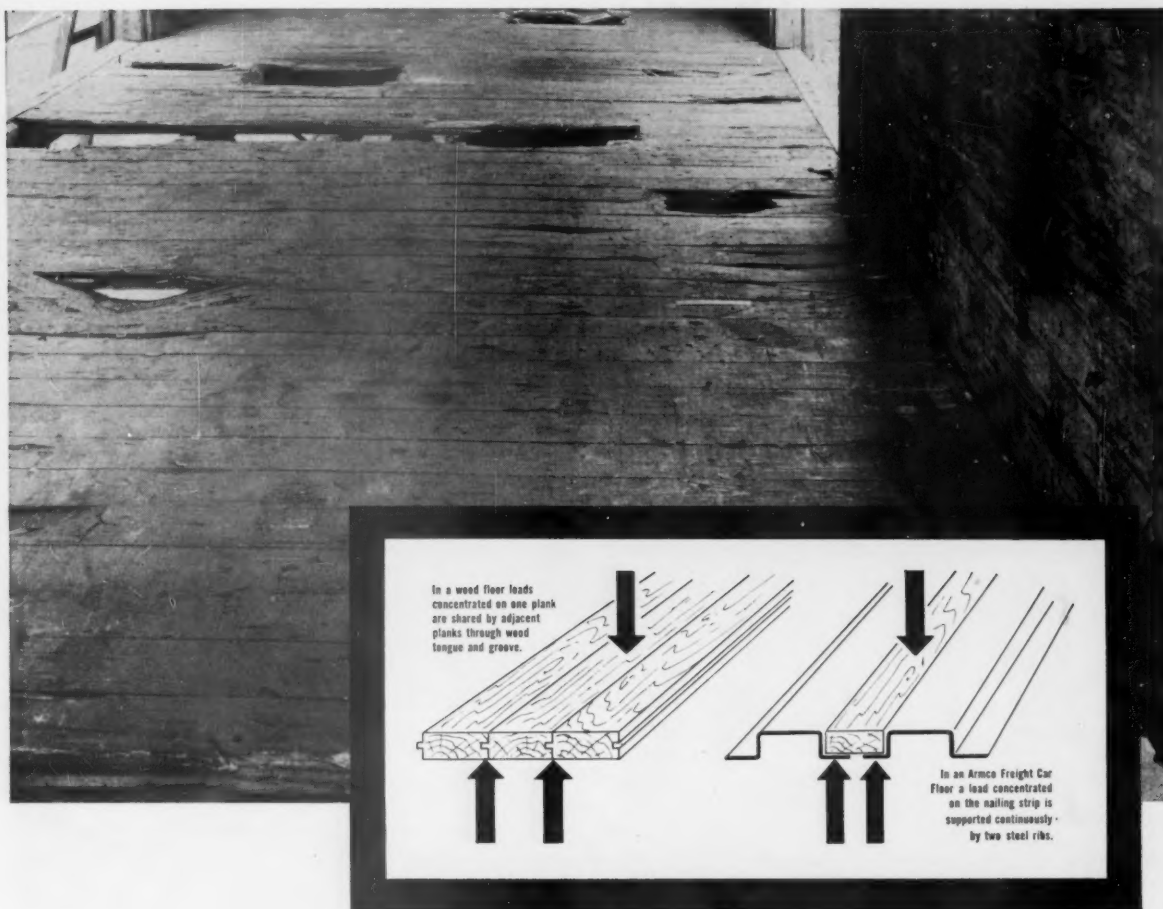 In a wood floor loads
concentrated on one plank
are shared by adjacent
planks through wood
tongue and groove.
In an Armco Freight Car
Floor a load concentrated
on the nailing strip is
supported continuously
by two steel ribs.